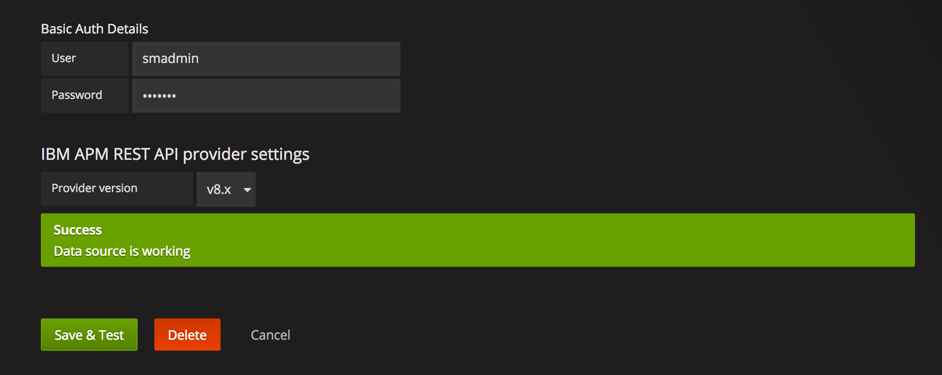 Basic Auth Details
User smadmin
Password •••••••
IBM APM REST API provider settings
Provider version v8.x
Success
Data source is working
Save & Test Delete Cancel